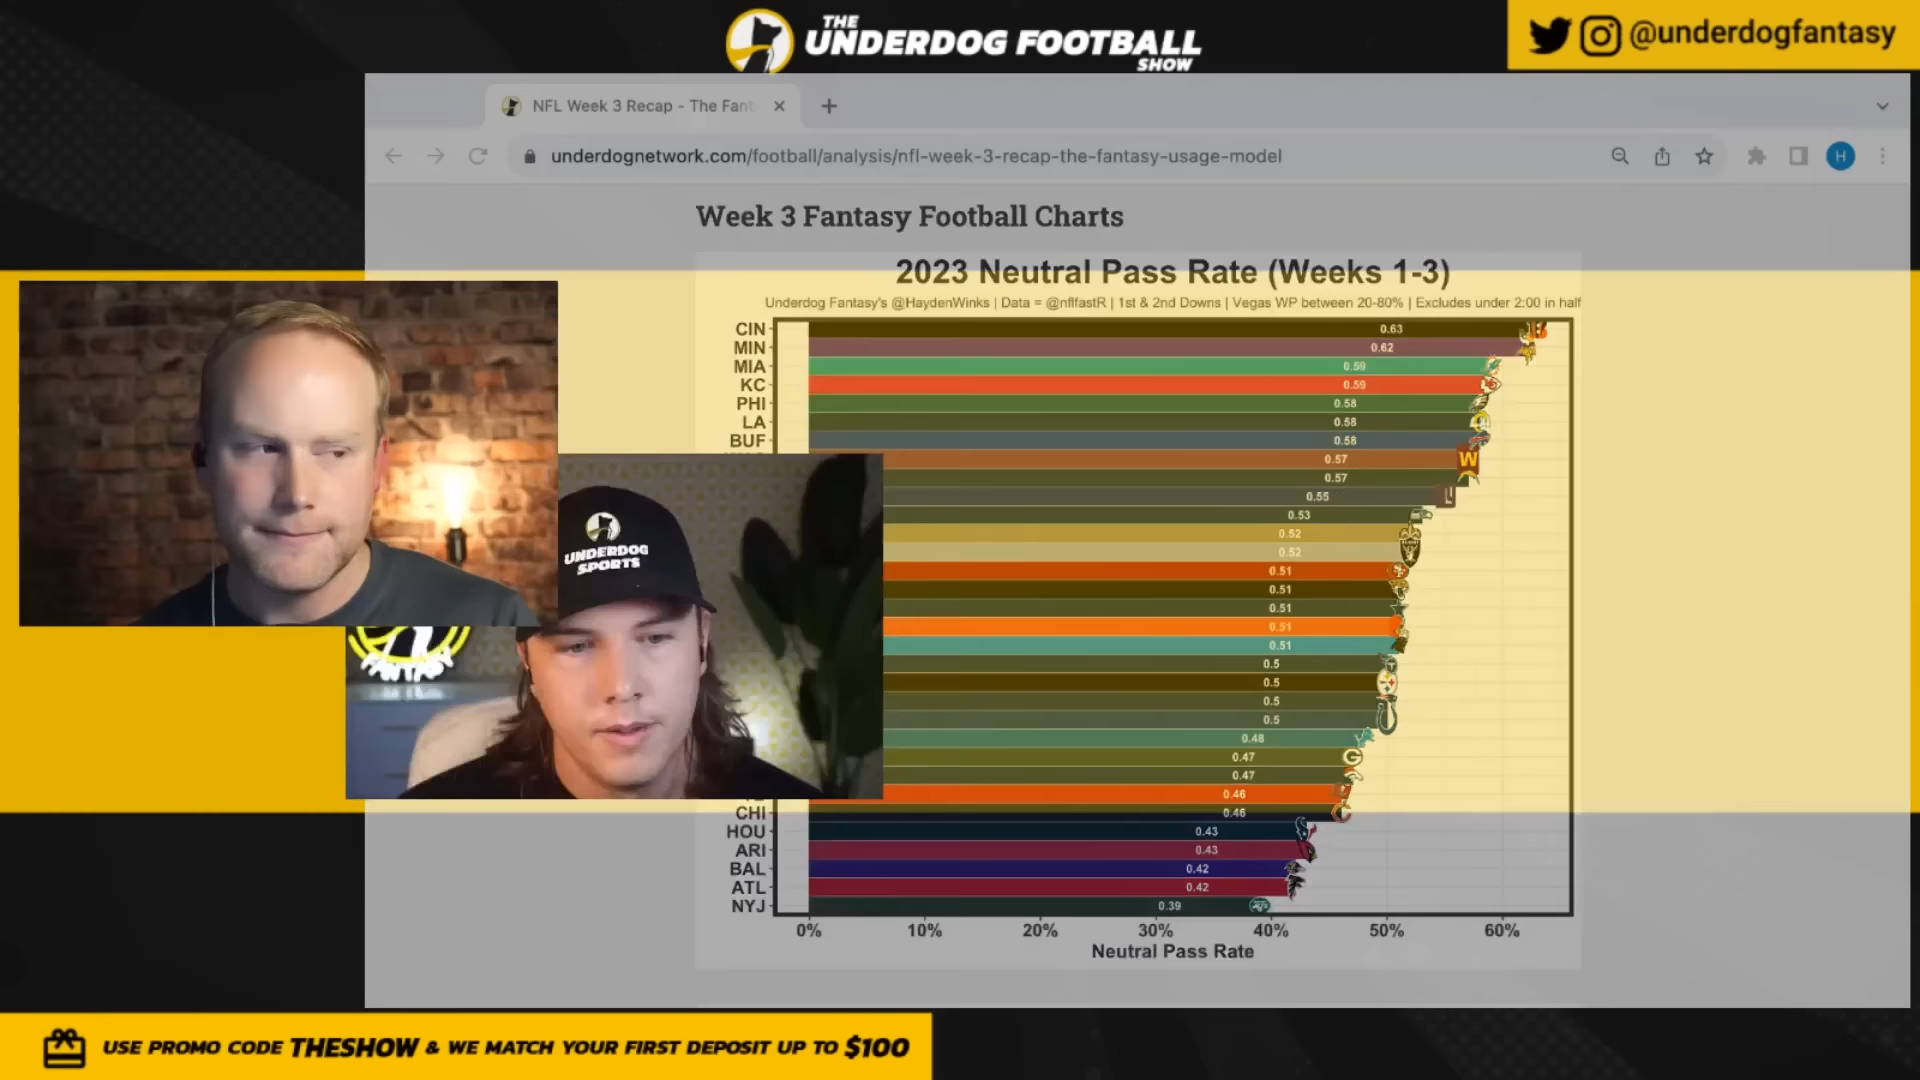 THE
UNDERDOG FOOTBALL
SHOW
@underdogfantasy
NFL Week 3 Recap - The Fant
underdognetwork.com/football/analysis/nfl-week-3-recap-the-fantasy-usage-model
H
Week 3 Fantasy Football Charts
2023 Neutral Pass Rate (Weeks 1-3)
Underdog Fantasy's @HaydenWinks | Data = @nflfastR | 1st & 2nd Downs | Vegas WP between 20-80% | Excludes under 2:00 in half
CIN 0.63
MIN 0.62
MIA 0.59
KC 0.59
PHI 0.58
LA 0.58
BUF 0.58
0.57 W
0.57
0.55
0.53
0.52
0.52
0.51
0.51
0.51
0.51
0.51
0.5
0.5
0.5
0.5
0.48
0.47 G
0.47
0.46
CHI 0.46
HOU 0.43
ARI 0.43
BAL 0.42
ATL 0.42
NYJ 0.39
0% 10% 20% 30% 40% 50% 60%
Neutral Pass Rate
UNDERDOG
SPORTS
FANTASY
USE PROMO CODE THESHOW & WE MATCH YOUR FIRST DEPOSIT UP TO $100